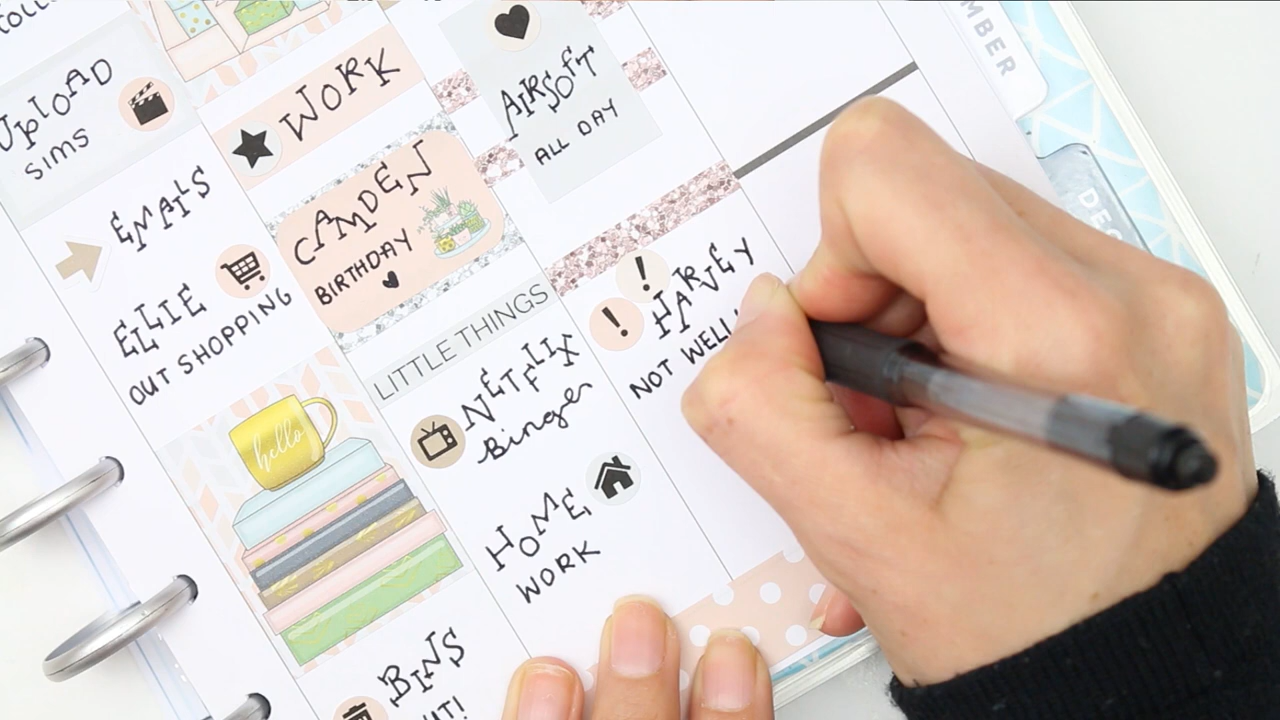 UPLOAD
SIMS
EMAILS
ELLIE
OUT SHOPPING
WORK
CAMDEN
BIRTHDAY
hello
BINS
AIRSOFT
ALL DAY
LITTLE THINGS
NETFLIX
Binge
HOME
WORK
HARVEY
NOT WELL